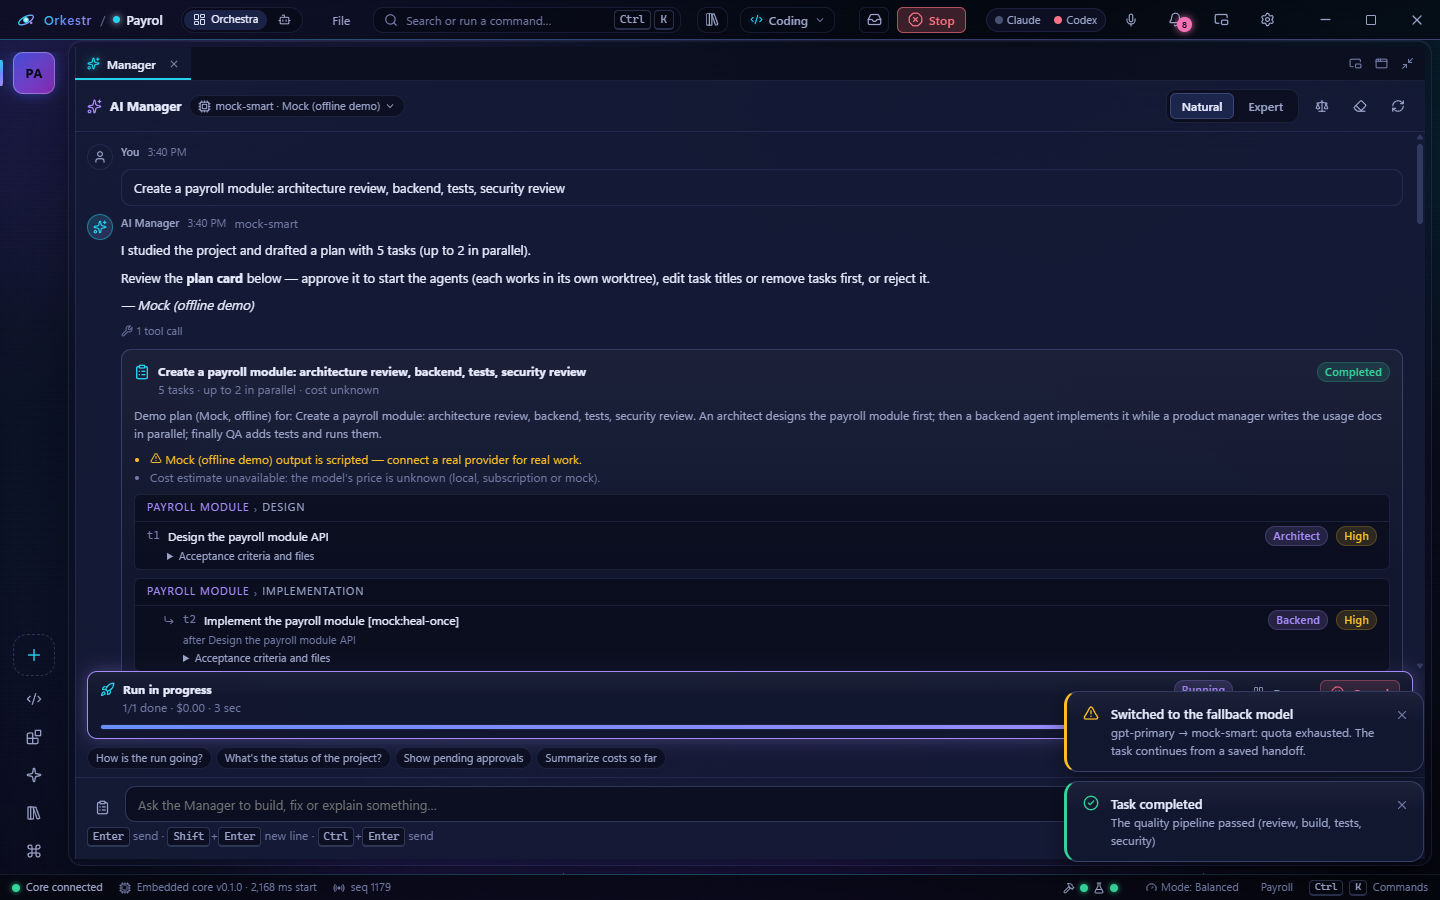 Orkestr / Payrol
Orchestra
File
Search or run a command... Ctrl K
Coding
Stop
Claude Codex
8
PA
Manager
AI Manager mock-smart · Mock (offline demo)
Natural Expert
You 3:40 PM
Create a payroll module: architecture review, backend, tests, security review
AI Manager 3:40 PM mock-smart
I studied the project and drafted a plan with 5 tasks (up to 2 in parallel).
Review the plan card below — approve it to start the agents (each works in its own worktree), edit task titles or remove tasks first, or reject it.
— Mock (offline demo)
1 tool call
Create a payroll module: architecture review, backend, tests, security review Completed
5 tasks · up to 2 in parallel · cost unknown
Demo plan (Mock, offline) for: Create a payroll module: architecture review, backend, tests, security review. An architect designs the payroll module first; then a backend agent implements it while a product manager writes the usage docs
in parallel; finally QA adds tests and runs them.
• Mock (offline demo) output is scripted — connect a real provider for real work.
• Cost estimate unavailable: the model's price is unknown (local, subscription or mock).
PAYROLL MODULE › DESIGN
t1 Design the payroll module API Architect High
Acceptance criteria and files
PAYROLL MODULE › IMPLEMENTATION
t2 Implement the payroll module [mock:heal-once] Backend High
after Design the payroll module API
Acceptance criteria and files
Run in progress Running
1/1 done · $0.00 · 3 sec
How is the run going? What's the status of the project? Show pending approvals Summarize costs so far
Ask the Manager to build, fix or explain something...
Enter send · Shift + Enter new line · Ctrl + Enter send
Switched to the fallback model
gpt-primary → mock-smart: quota exhausted. The
task continues from a saved handoff.
Task completed
The quality pipeline passed (review, build, tests,
security)
Core connected Embedded core v0.1.0 · 2,168 ms start seq 1179
Mode: Balanced Payroll Ctrl K Commands